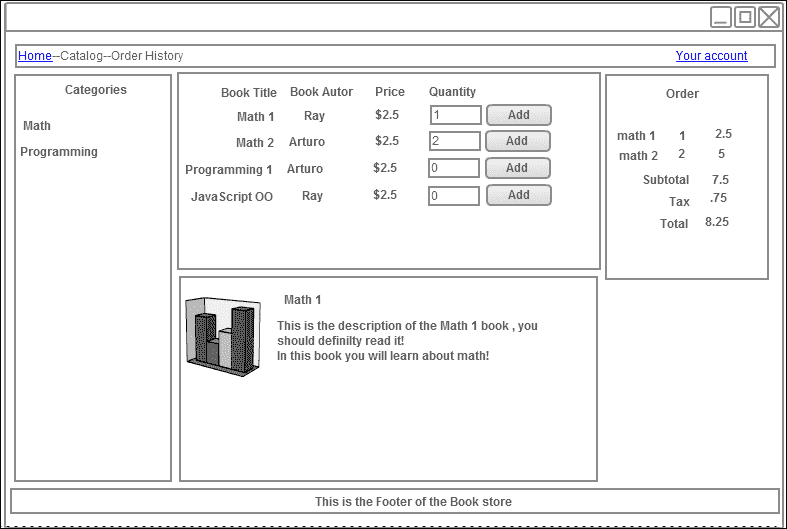 Home--Catalog--Order History Your account
Categories
Math
Programming
Book Title Book Autor Price Quantity
Math 1 Ray $2.5 1 Add
Math 2 Arturo $2.5 2 Add
Programming 1 Arturo $2.5 0 Add
JavaScript OO Ray $2.5 0 Add
Order
math 1 1 2.5
math 2 2 5
Subtotal 7.5
Tax .75
Total 8.25
Math 1
This is the description of the Math 1 book , you
should definilty read it!
In this book you will learn about math!
This is the Footer of the Book store